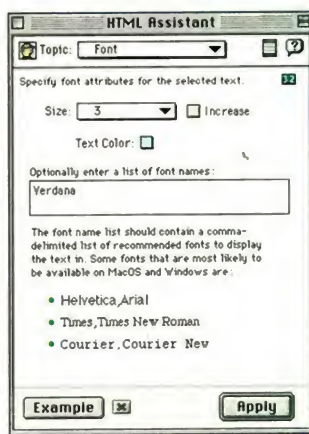 HTML Assistant
Topic: Font
Specify font attributes for the selected text. 32
Size: 3 Increase
Text Color:
Optionally enter a list of font names:
Verdana
The font name list should contain a comma-
delimited list of recommended fonts to display
the text in. Some fonts that are most likely to
be available on MacOS and Windows are:
• Helvetica,Arial
• Times,Times New Roman
• Courier,Courier New
Example Apply